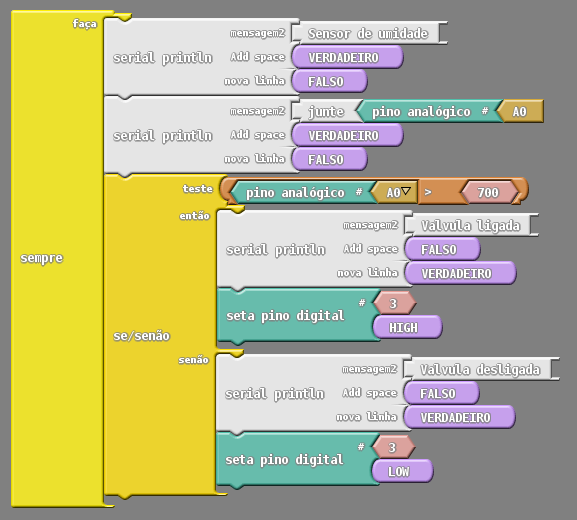 faça
mensagem2 Sensor de umidade
serial println Add space VERDADEIRO
nova linha FALSO
mensagem2 junte pino analógico # A0
serial println Add space VERDADEIRO
nova linha FALSO
teste pino analógico # A0 > 700
então
mensagem2 Valvula ligada
serial println Add space FALSO
sempre
nova linha VERDADEIRO
# 3
seta pino digital
HIGH
se/senão
senão
mensagem2 Valvula desligada
serial println Add space FALSO
nova linha VERDADEIRO
# 3
seta pino digital
LOW